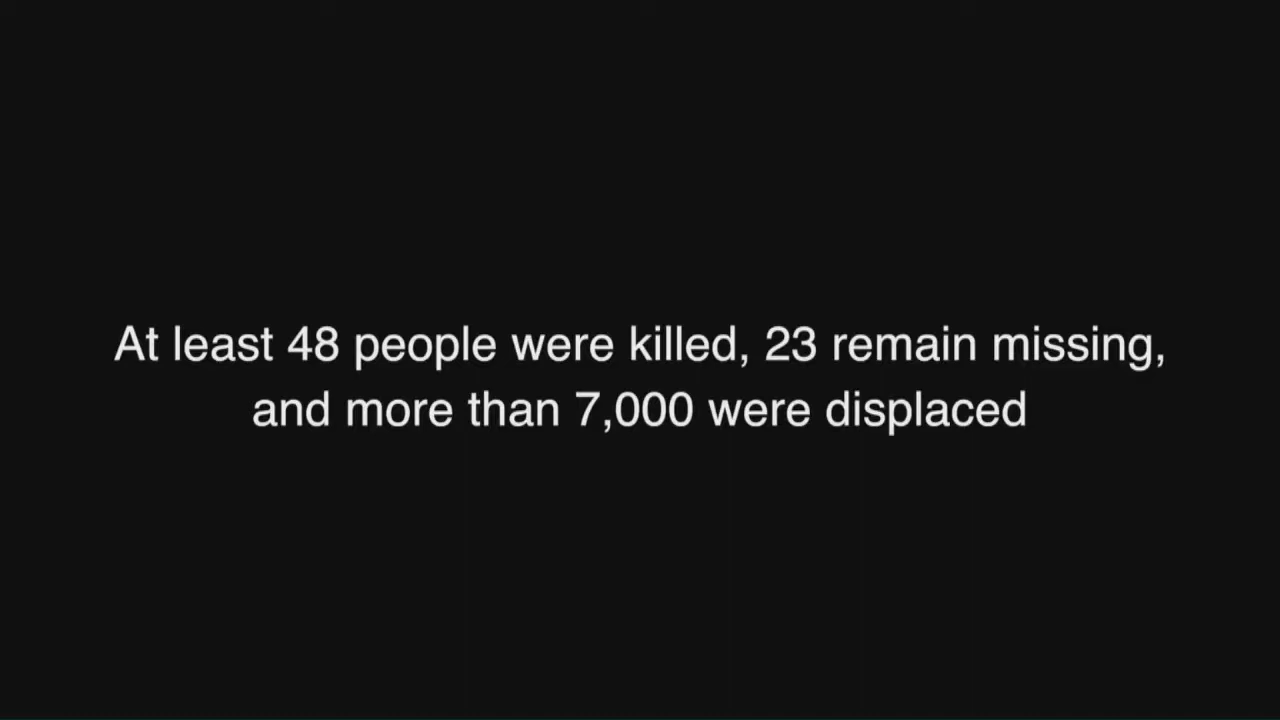 At least 48 people were killed, 23 remain missing,
and more than 7,000 were displaced